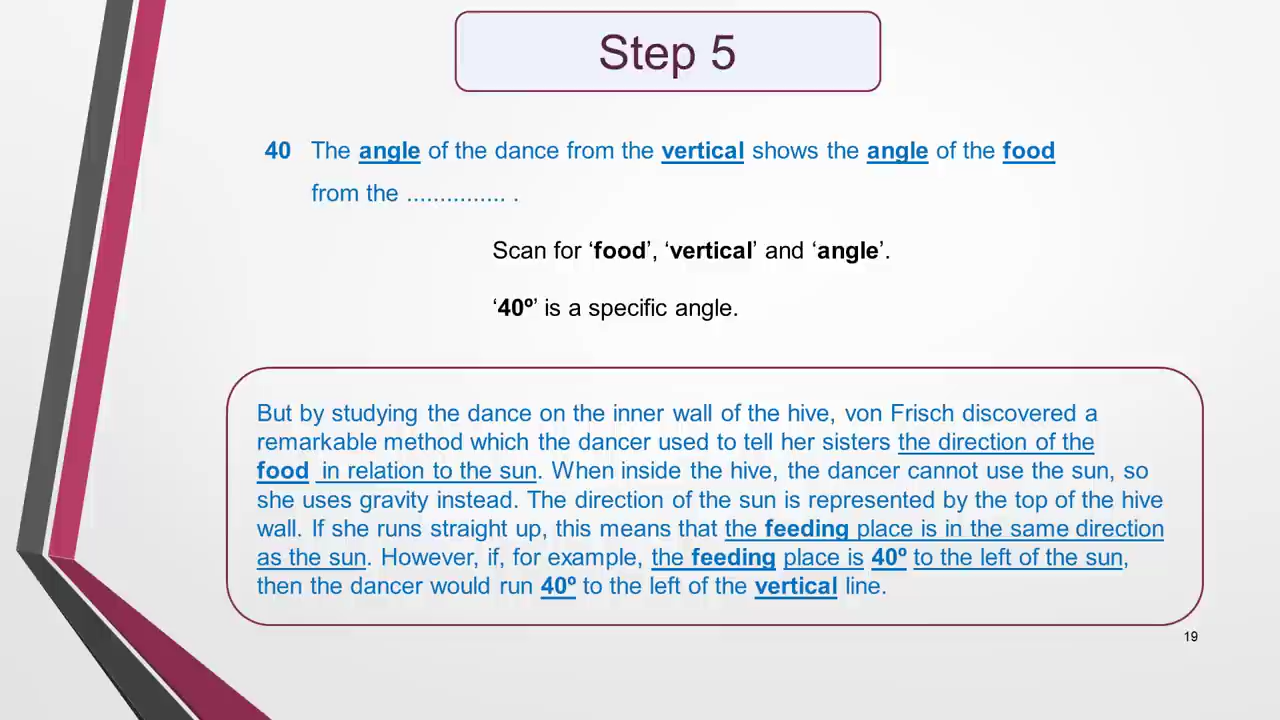 Step 5
40 The angle of the dance from the vertical shows the angle of the food
from the ............... .
Scan for ‘food’, ‘vertical’ and ‘angle’.
‘40º’ is a specific angle.
But by studying the dance on the inner wall of the hive, von Frisch discovered a
remarkable method which the dancer used to tell her sisters the direction of the
food in relation to the sun. When inside the hive, the dancer cannot use the sun, so
she uses gravity instead. The direction of the sun is represented by the top of the hive
wall. If she runs straight up, this means that the feeding place is in the same direction
as the sun. However, if, for example, the feeding place is 40º to the left of the sun,
then the dancer would run 40º to the left of the vertical line.
19